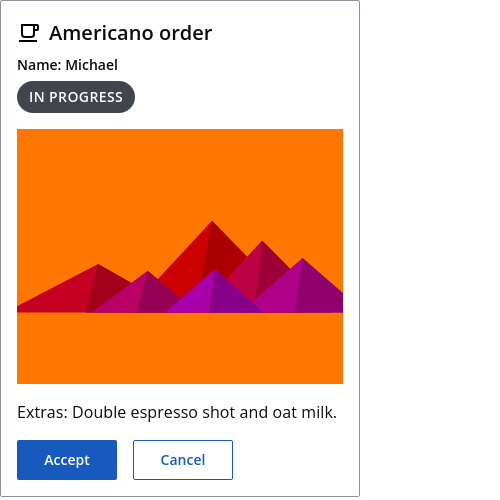 Americano order
Name: Michael
IN PROGRESS
Extras: Double espresso shot and oat milk.
Accept
Cancel